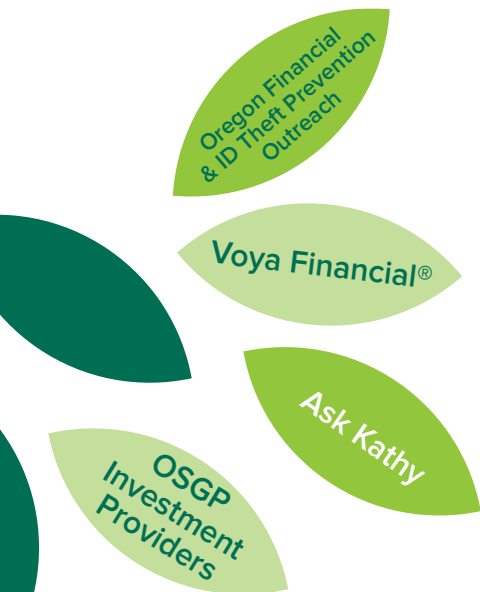 Oregon Financial
& ID Theft Prevention
Outreach
Voya Financial®
Ask Kathy
OSGP
Investment
Providers